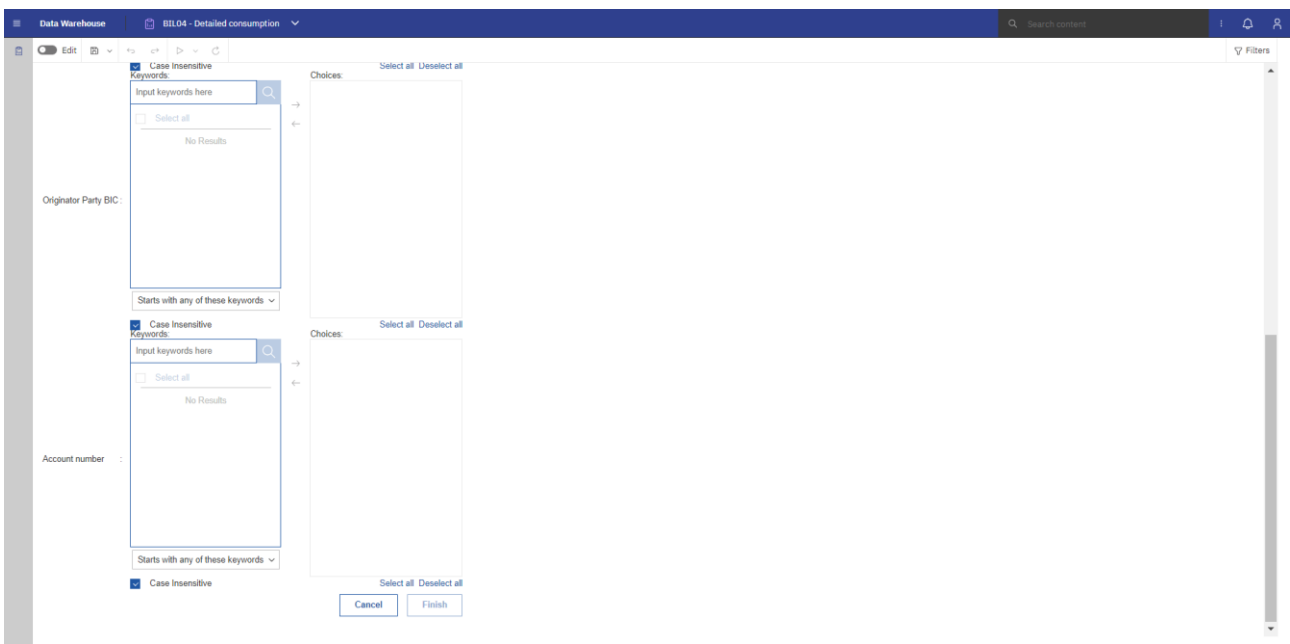 Data Warehouse BIL04 - Detailed consumption Search content
Edit Filters
Case Insensitive Select all Deselect all
Keywords: Choices:
Input keywords here
Select all
No Results
Originator Party BIC :
Starts with any of these keywords
Case Insensitive Select all Deselect all
Keywords: Choices:
Input keywords here
Select all
No Results
Account number :
Starts with any of these keywords
Case Insensitive Select all Deselect all
Cancel Finish